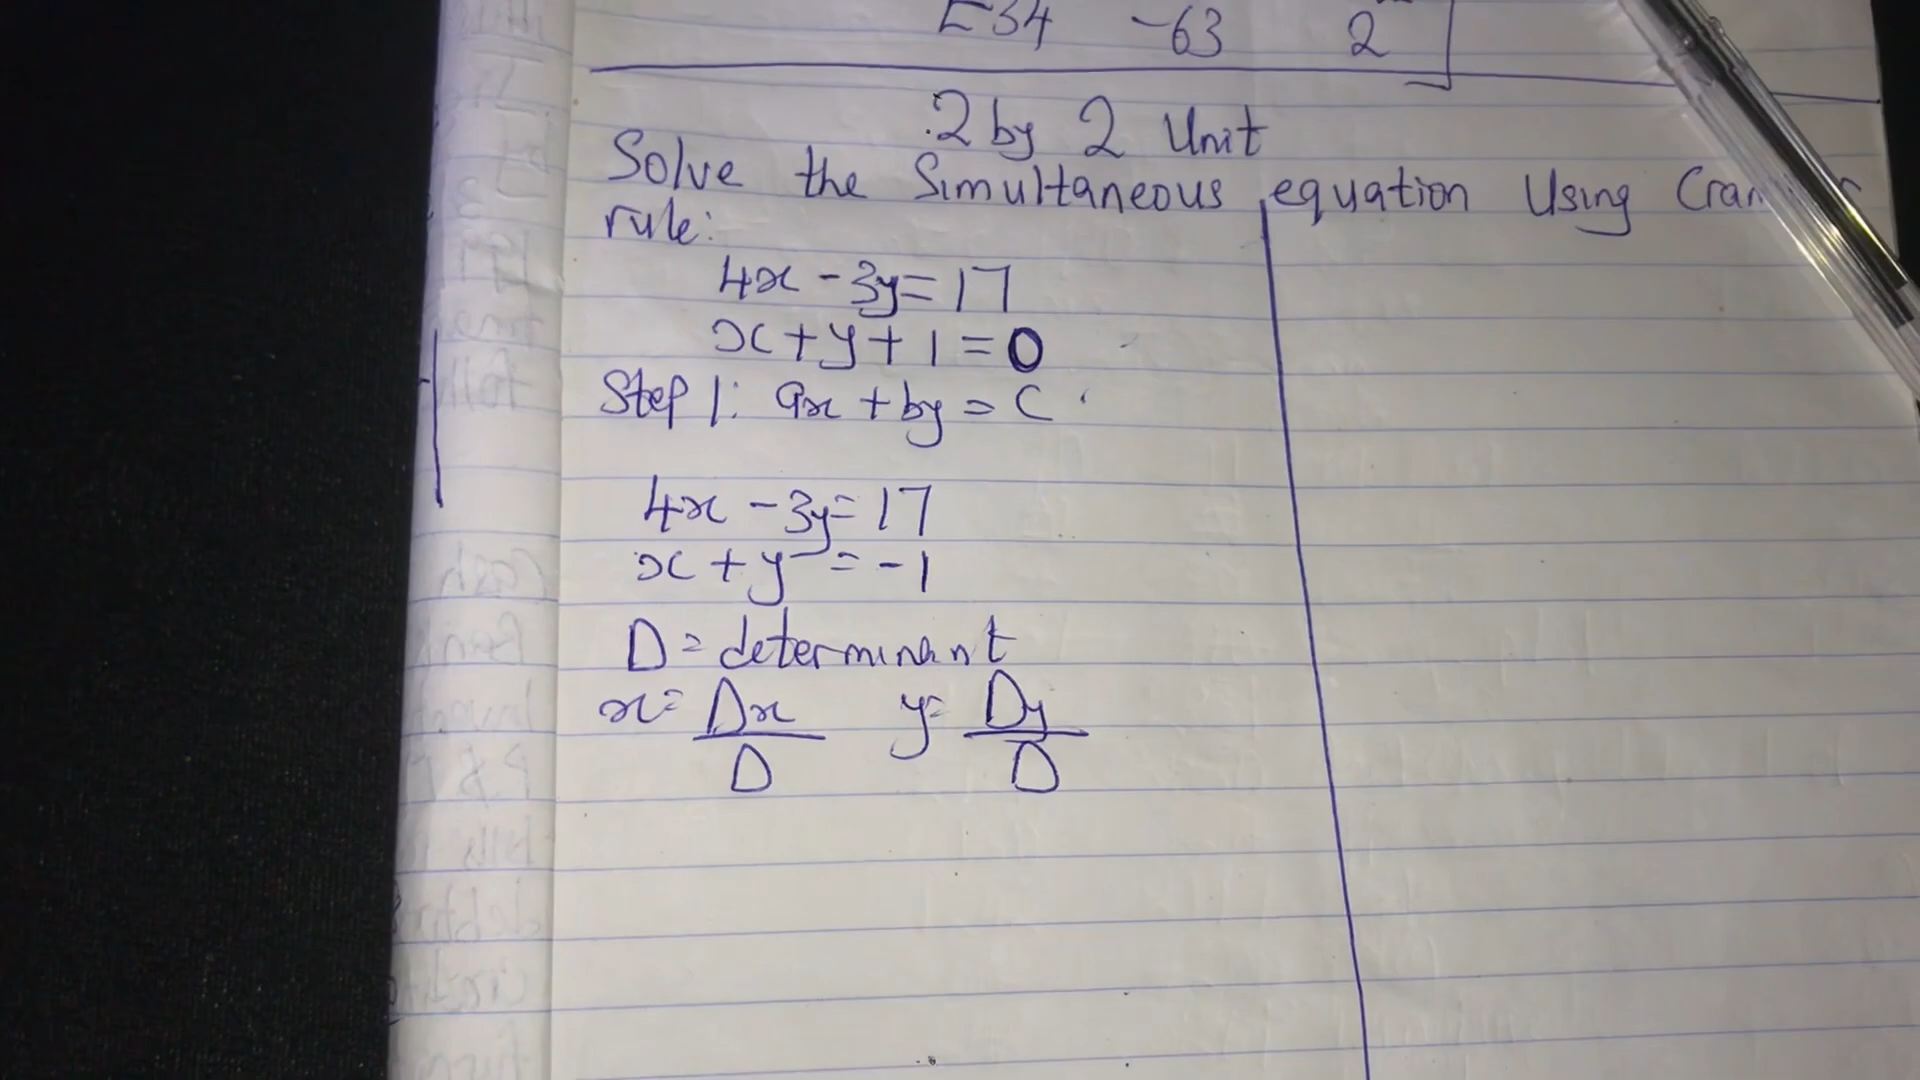 -63 2
2 by 2 Unit
Solve the Simultaneous equation Using
rule:
4x - 3y = 17
x + y + 1 = 0
Step 1: ax + by = c
4x - 3y = 17
x + y = -1
D = determinant
x = Dx/D y = Dy/D